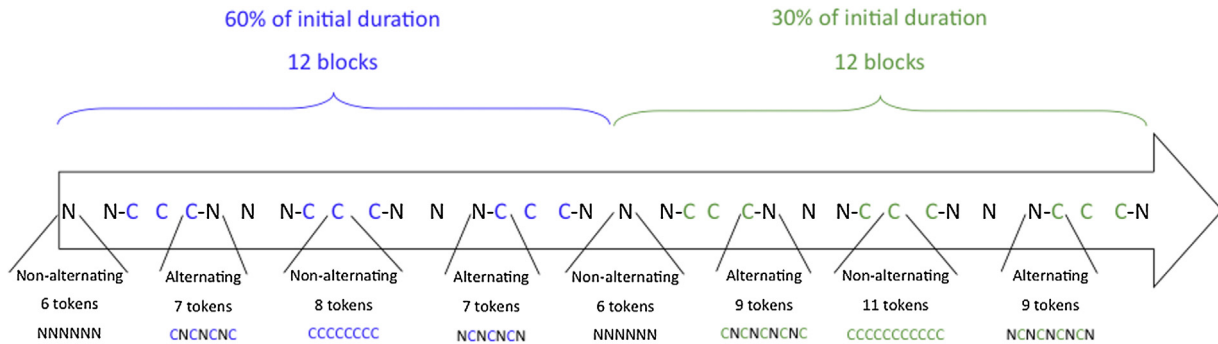 60% of initial duration 30% of initial duration
12 blocks 12 blocks
N N-C C C-N N N-C C C-N N N-C C C-N N N-C C C-N N N-C C C-N N N-C C C-N
Non-alternating Alternating Non-alternating Alternating Non-alternating Alternating Non-alternating Alternating
6 tokens 7 tokens 8 tokens 7 tokens 6 tokens 9 tokens 11 tokens 9 tokens
NNNNNN CNCNCNC CCCCCCCC NCNCNCN NNNNNN CNCNCNCNC CCCCCCCCCCC NCNCNCNCN